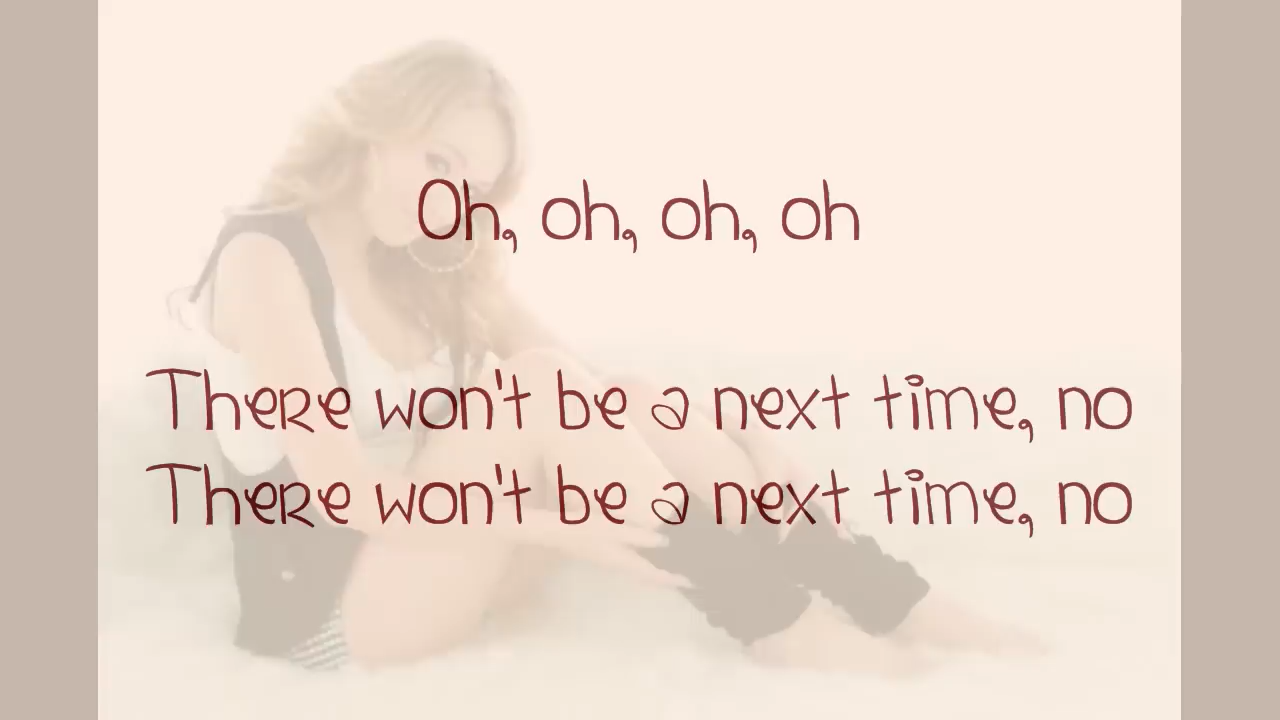 Oh, oh, oh, oh
There won't be a next time, no
There won't be a next time, no